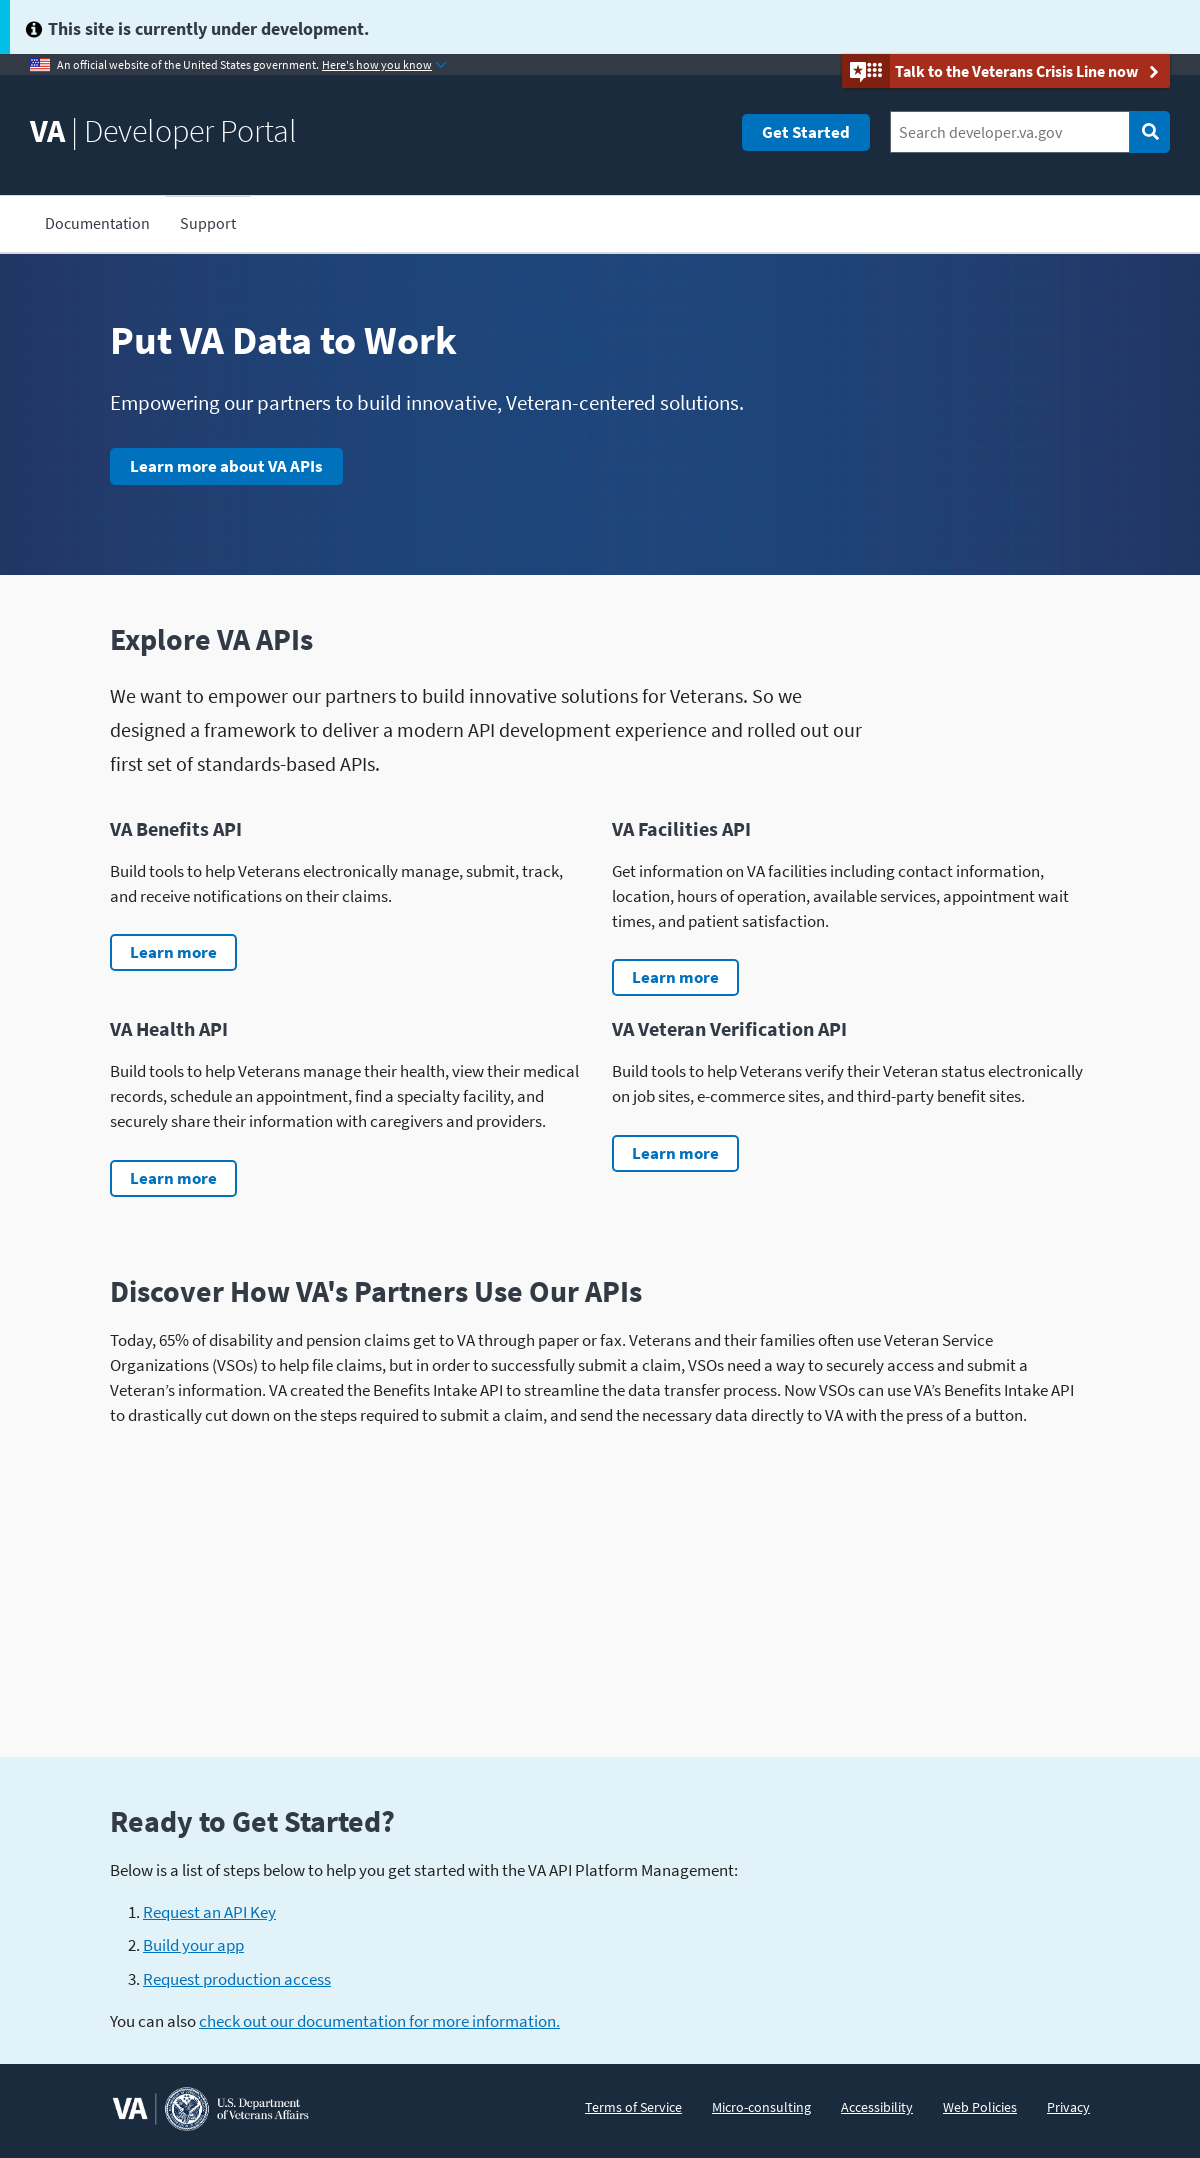 This site is currently under development.
An official website of the United States government. Here's how you know
Talk to the Veterans Crisis Line now
VA | Developer Portal
Get Started
Search developer.va.gov
Documentation
Support
Put VA Data to Work
Empowering our partners to build innovative, Veteran-centered solutions.
Learn more about VA APIs
Explore VA APIs
We want to empower our partners to build innovative solutions for Veterans. So we
designed a framework to deliver a modern API development experience and rolled out our
first set of standards-based APIs.
VA Benefits API
Build tools to help Veterans electronically manage, submit, track,
and receive notifications on their claims.
Learn more
VA Facilities API
Get information on VA facilities including contact information,
location, hours of operation, available services, appointment wait
times, and patient satisfaction.
Learn more
VA Health API
Build tools to help Veterans manage their health, view their medical
records, schedule an appointment, find a specialty facility, and
securely share their information with caregivers and providers.
Learn more
VA Veteran Verification API
Build tools to help Veterans verify their Veteran status electronically
on job sites, e-commerce sites, and third-party benefit sites.
Learn more
Discover How VA's Partners Use Our APIs
Today, 65% of disability and pension claims get to VA through paper or fax. Veterans and their families often use Veteran Service
Organizations (VSOs) to help file claims, but in order to successfully submit a claim, VSOs need a way to securely access and submit a
Veteran’s information. VA created the Benefits Intake API to streamline the data transfer process. Now VSOs can use VA’s Benefits Intake API
to drastically cut down on the steps required to submit a claim, and send the necessary data directly to VA with the press of a button.
Ready to Get Started?
Below is a list of steps below to help you get started with the VA API Platform Management:
1. Request an API Key
2. Build your app
3. Request production access
You can also check out our documentation for more information.
VA
U.S. Department
of Veterans Affairs
Terms of Service
Micro-consulting
Accessibility
Web Policies
Privacy